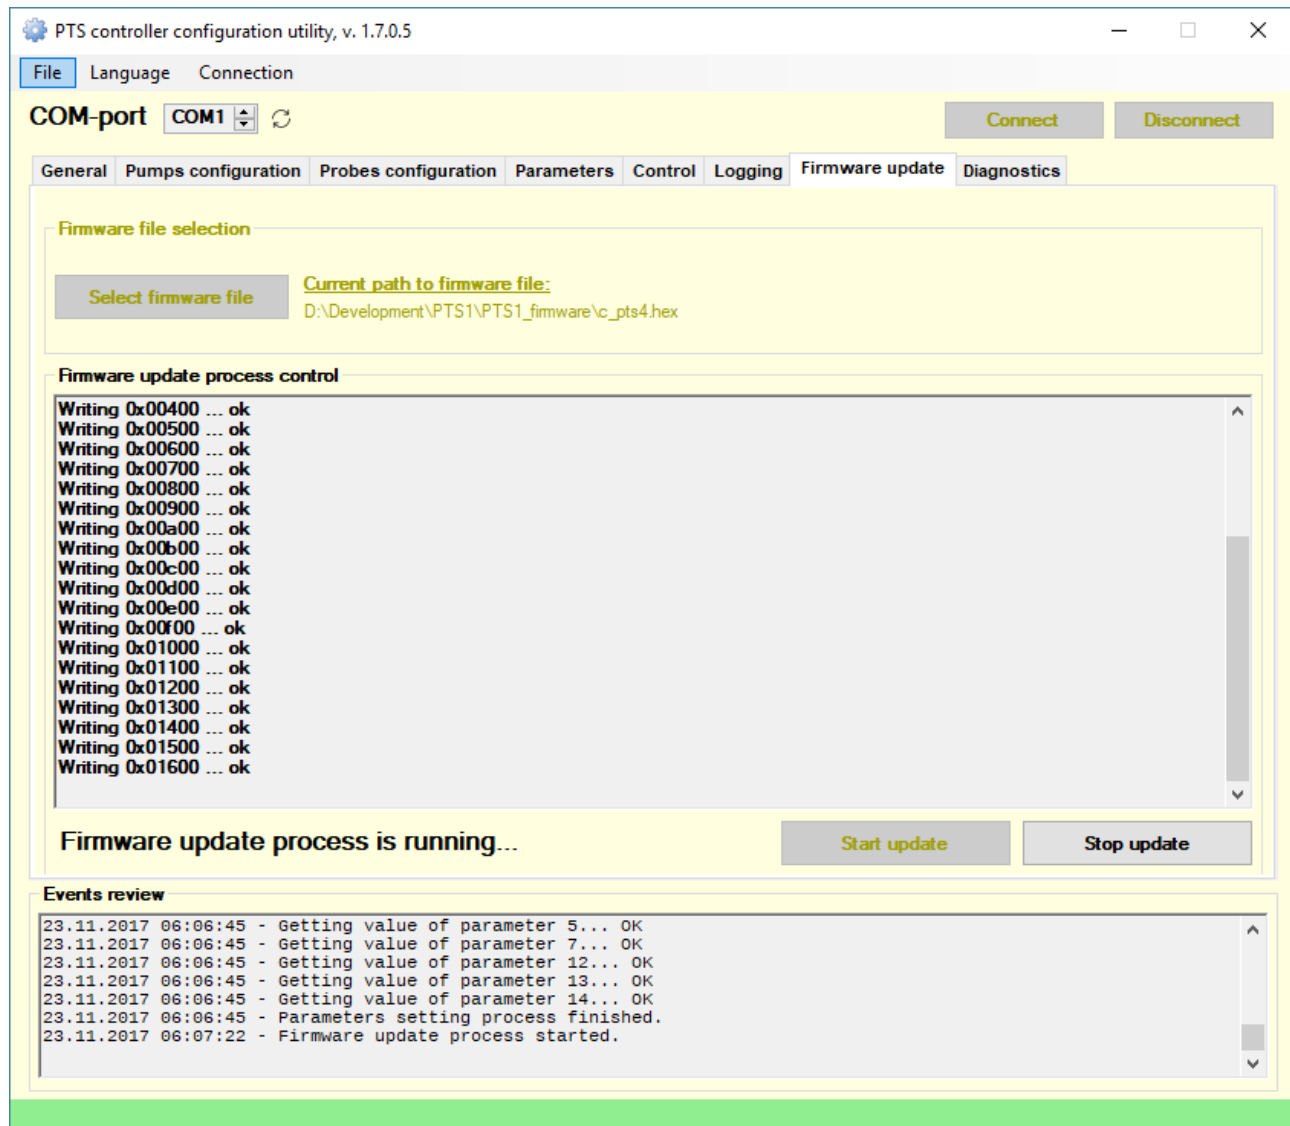 PTS controller configuration utility, v. 1.7.0.5
File Language Connection
COM-port COM1 Connect Disconnect
General Pumps configuration Probes configuration Parameters Control Logging Firmware update Diagnostics
Firmware file selection
Select firmware file
Current path to firmware file:
D:\Development\PTS1\PTS1_firmware\c_pts4.hex
Firmware update process control
Writing 0x00400 ... ok
Writing 0x00500 ... ok
Writing 0x00600 ... ok
Writing 0x00700 ... ok
Writing 0x00800 ... ok
Writing 0x00900 ... ok
Writing 0x00a00 ... ok
Writing 0x00b00 ... ok
Writing 0x00c00 ... ok
Writing 0x00d00 ... ok
Writing 0x00e00 ... ok
Writing 0x00f00 ... ok
Writing 0x01000 ... ok
Writing 0x01100 ... ok
Writing 0x01200 ... ok
Writing 0x01300 ... ok
Writing 0x01400 ... ok
Writing 0x01500 ... ok
Writing 0x01600 ... ok
Firmware update process is running... Start update Stop update
Events review
23.11.2017 06:06:45 - Getting value of parameter 5... OK
23.11.2017 06:06:45 - Getting value of parameter 7... OK
23.11.2017 06:06:45 - Getting value of parameter 12... OK
23.11.2017 06:06:45 - Getting value of parameter 13... OK
23.11.2017 06:06:45 - Getting value of parameter 14... OK
23.11.2017 06:06:45 - Parameters setting process finished.
23.11.2017 06:07:22 - Firmware update process started.